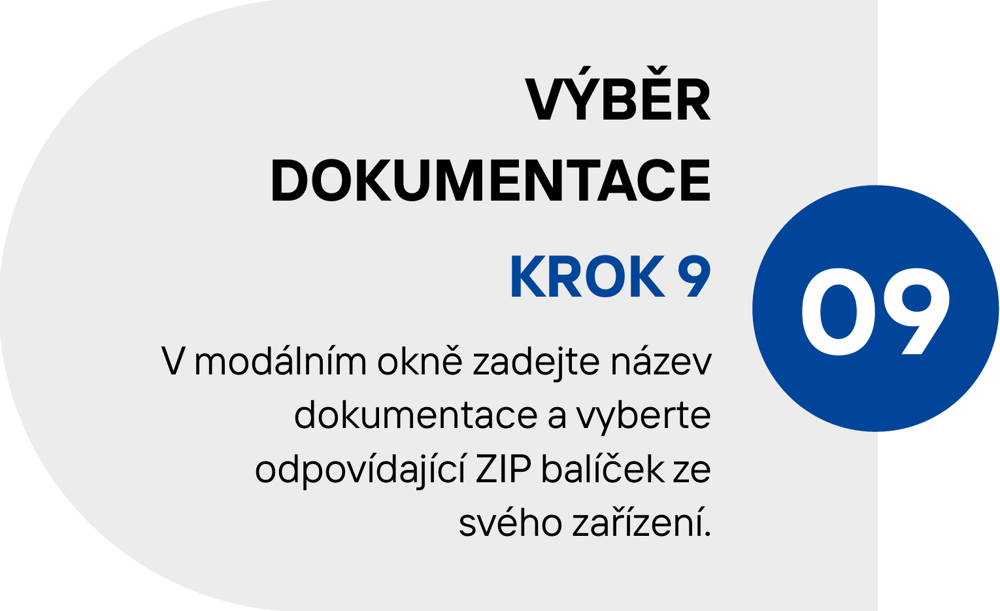 VÝBĚR
DOKUMENTACE
KROK 9
09
V modálním okně zadejte název
dokumentace a vyberte
odpovídající ZIP balíček ze
svého zařízení.